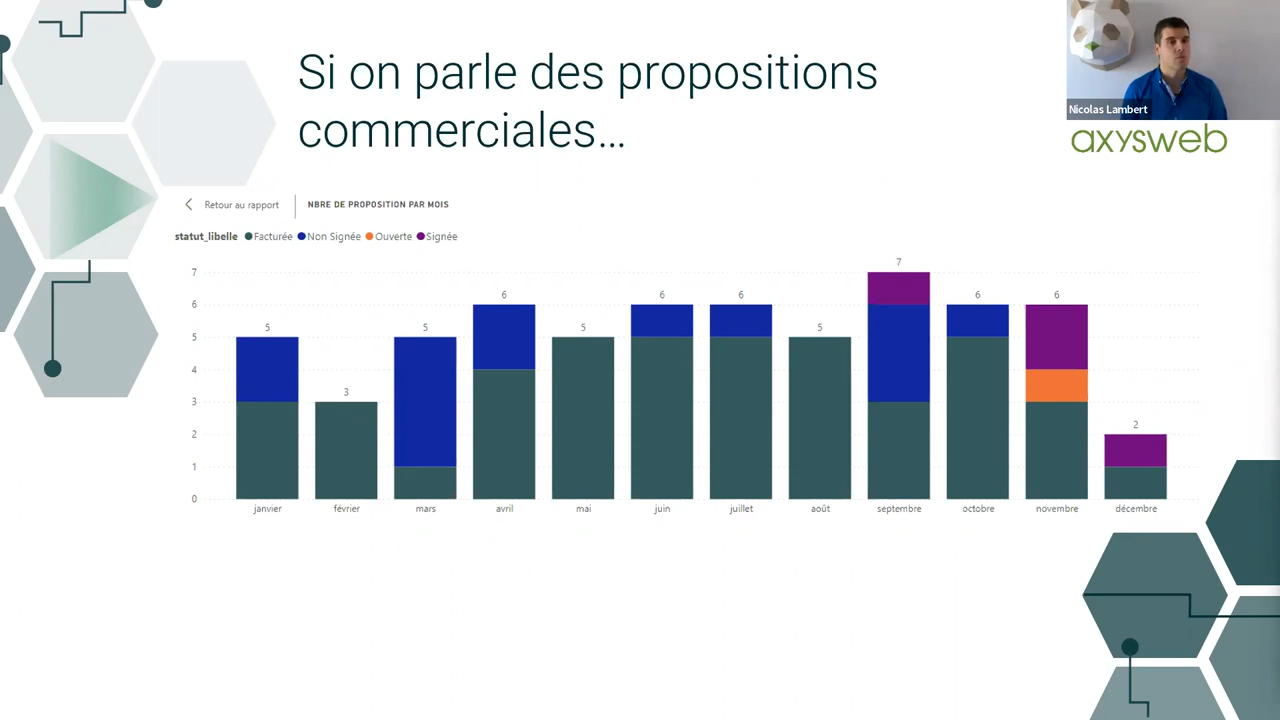 Si on parle des propositions
commerciales...
Nicolas Lambert
axysweb
Retour au rapport
NBRE DE PROPOSITION PAR MOIS
statut_libelle Facturée Non Signée Ouverte Signée
7
6
5
4
3
2
1
0
5
3
5
6
5
6
6
5
7
6
6
2
janvier février mars avril mai juin juillet août septembre octobre novembre décembre